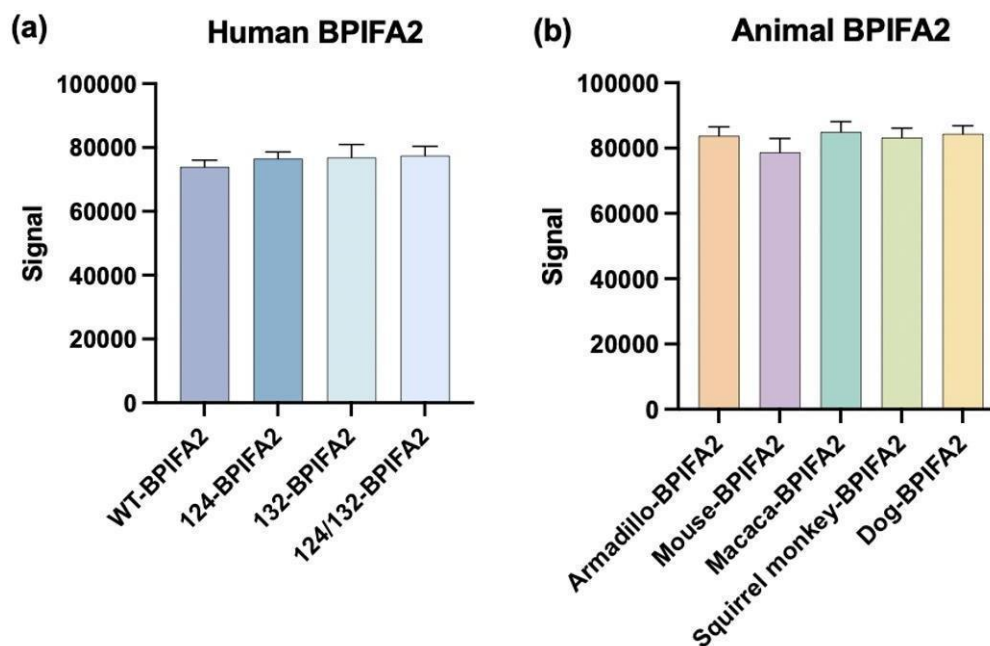 (a)
Human BPIFA2
Signal
100000
80000
60000
40000
20000
0
WT-BPIFA2
124-BPIFA2
132-BPIFA2
124/132-BPIFA2
(b)
Animal BPIFA2
Signal
100000
80000
60000
40000
20000
0
Armadillo-BPIFA2
Mouse-BPIFA2
Macaca-BPIFA2
Squirrel monkey-BPIFA2
Dog-BPIFA2